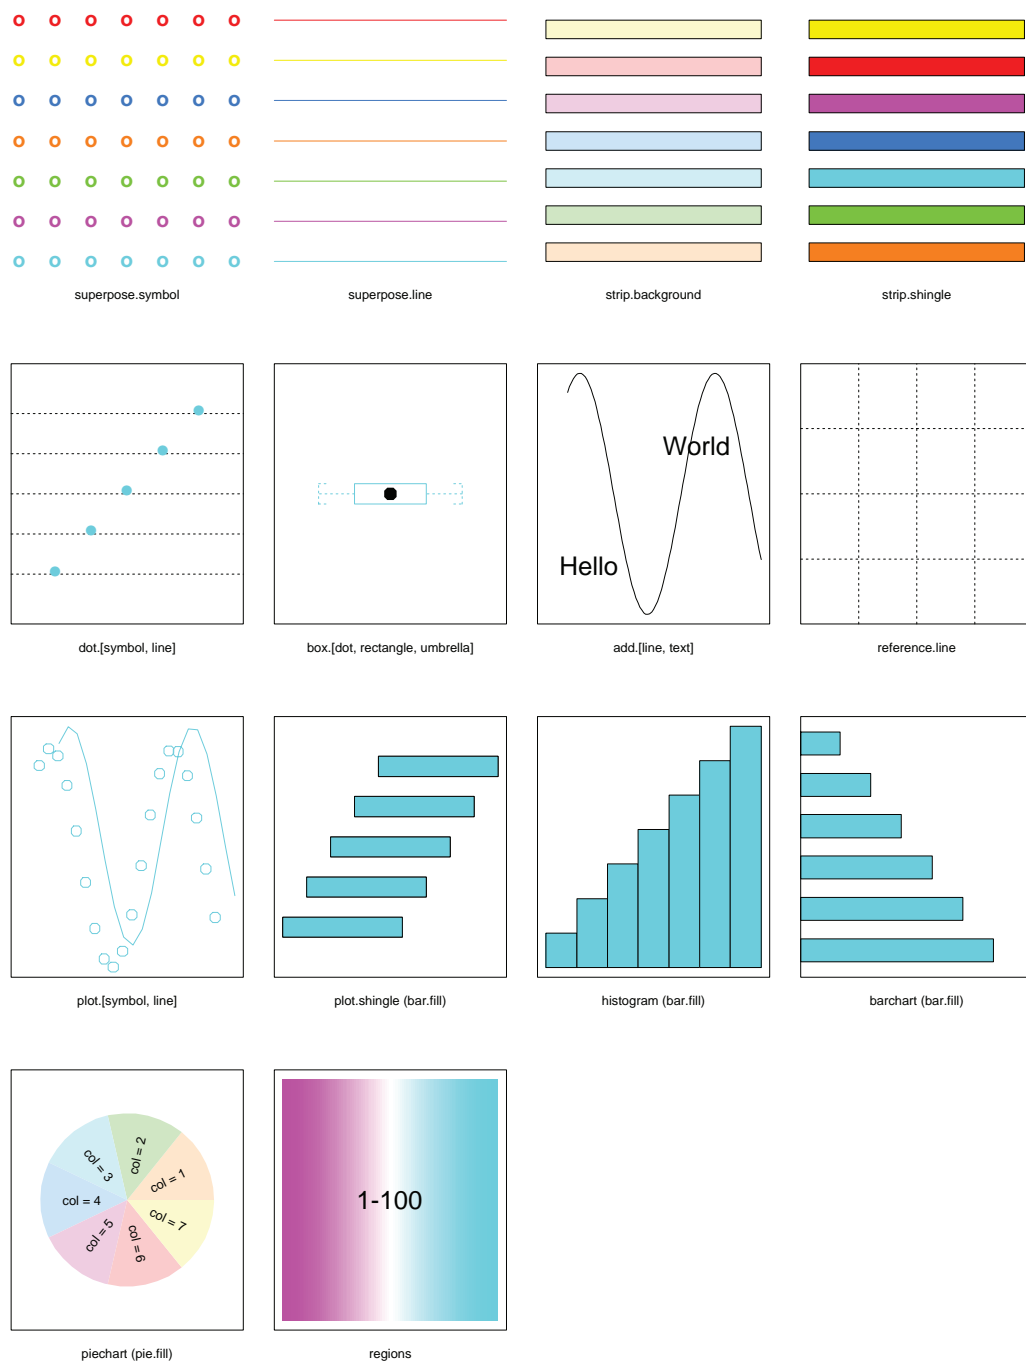 superpose.symbol
superpose.line
strip.background
strip.shingle
World
Hello
dot.[symbol, line]
box.[dot, rectangle, umbrella]
add.[line, text]
reference.line
plot.[symbol, line]
plot.shingle (bar.fill)
histogram (bar.fill)
barchart (bar.fill)
col = 1
col = 2
col = 3
col = 4
col = 5
col = 6
col = 7
1-100
piechart (pie.fill)
regions